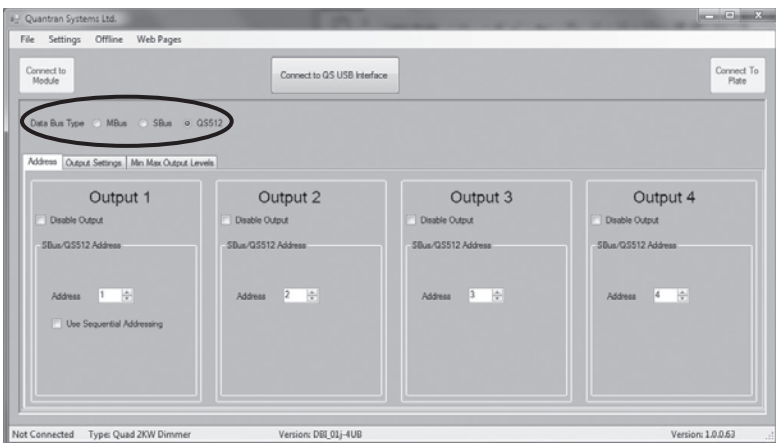 Quantran Systems Ltd.
File Settings Offline Web Pages
Connect to
Module
Connect to QS USB Interface
Connect To
Plate
Data Bus Type MBus SBus QS512
Address Output Settings Min Max Output Levels
Output 1
Disable Output
SBus/QS512 Address
Address 1
Use Sequential Addressing
Output 2
Disable Output
SBus/QS512 Address
Address 2
Output 3
Disable Output
SBus/QS512 Address
Address 3
Output 4
Disable Output
SBus/QS512 Address
Address 4
Not Connected Type: Quad 2KW Dimmer Version: DBI_01j-4UB Version: 1.0.0.63